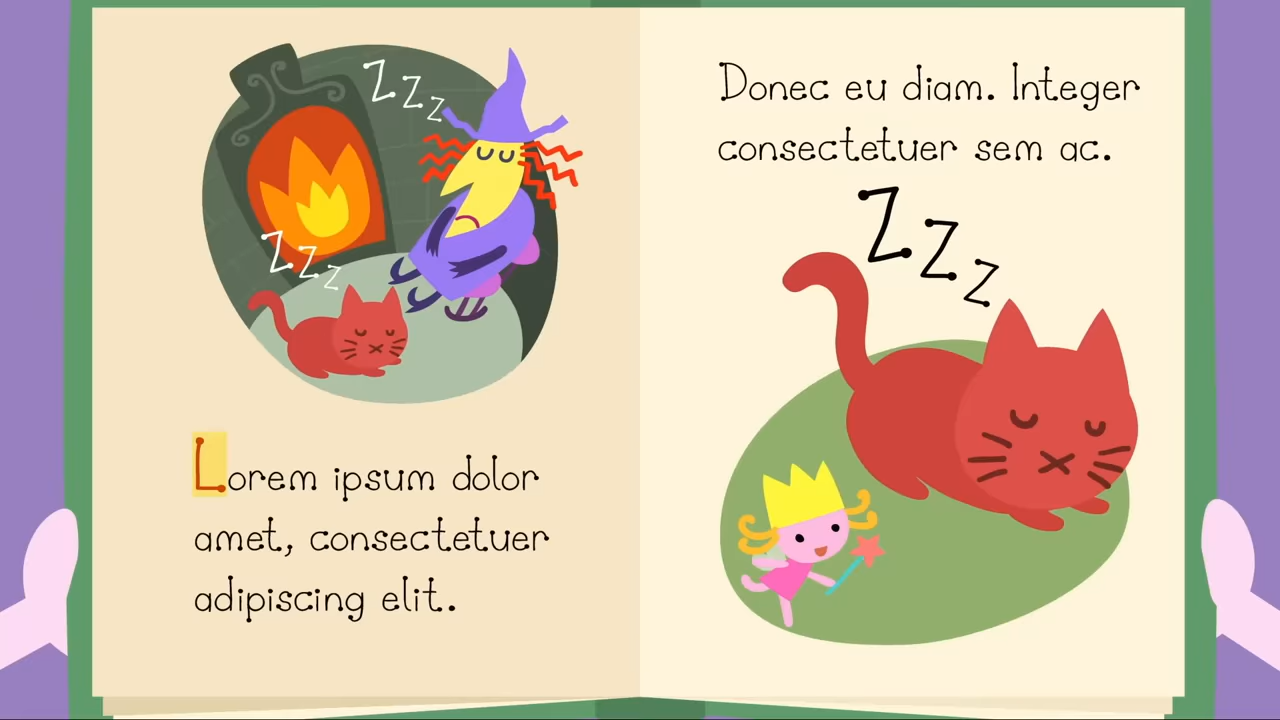 Z z z
Z z z
Lorem ipsum dolor
amet, consectetuer
adipiscing elit.
Donec eu diam. Integer
consectetuer sem ac.
Z z z